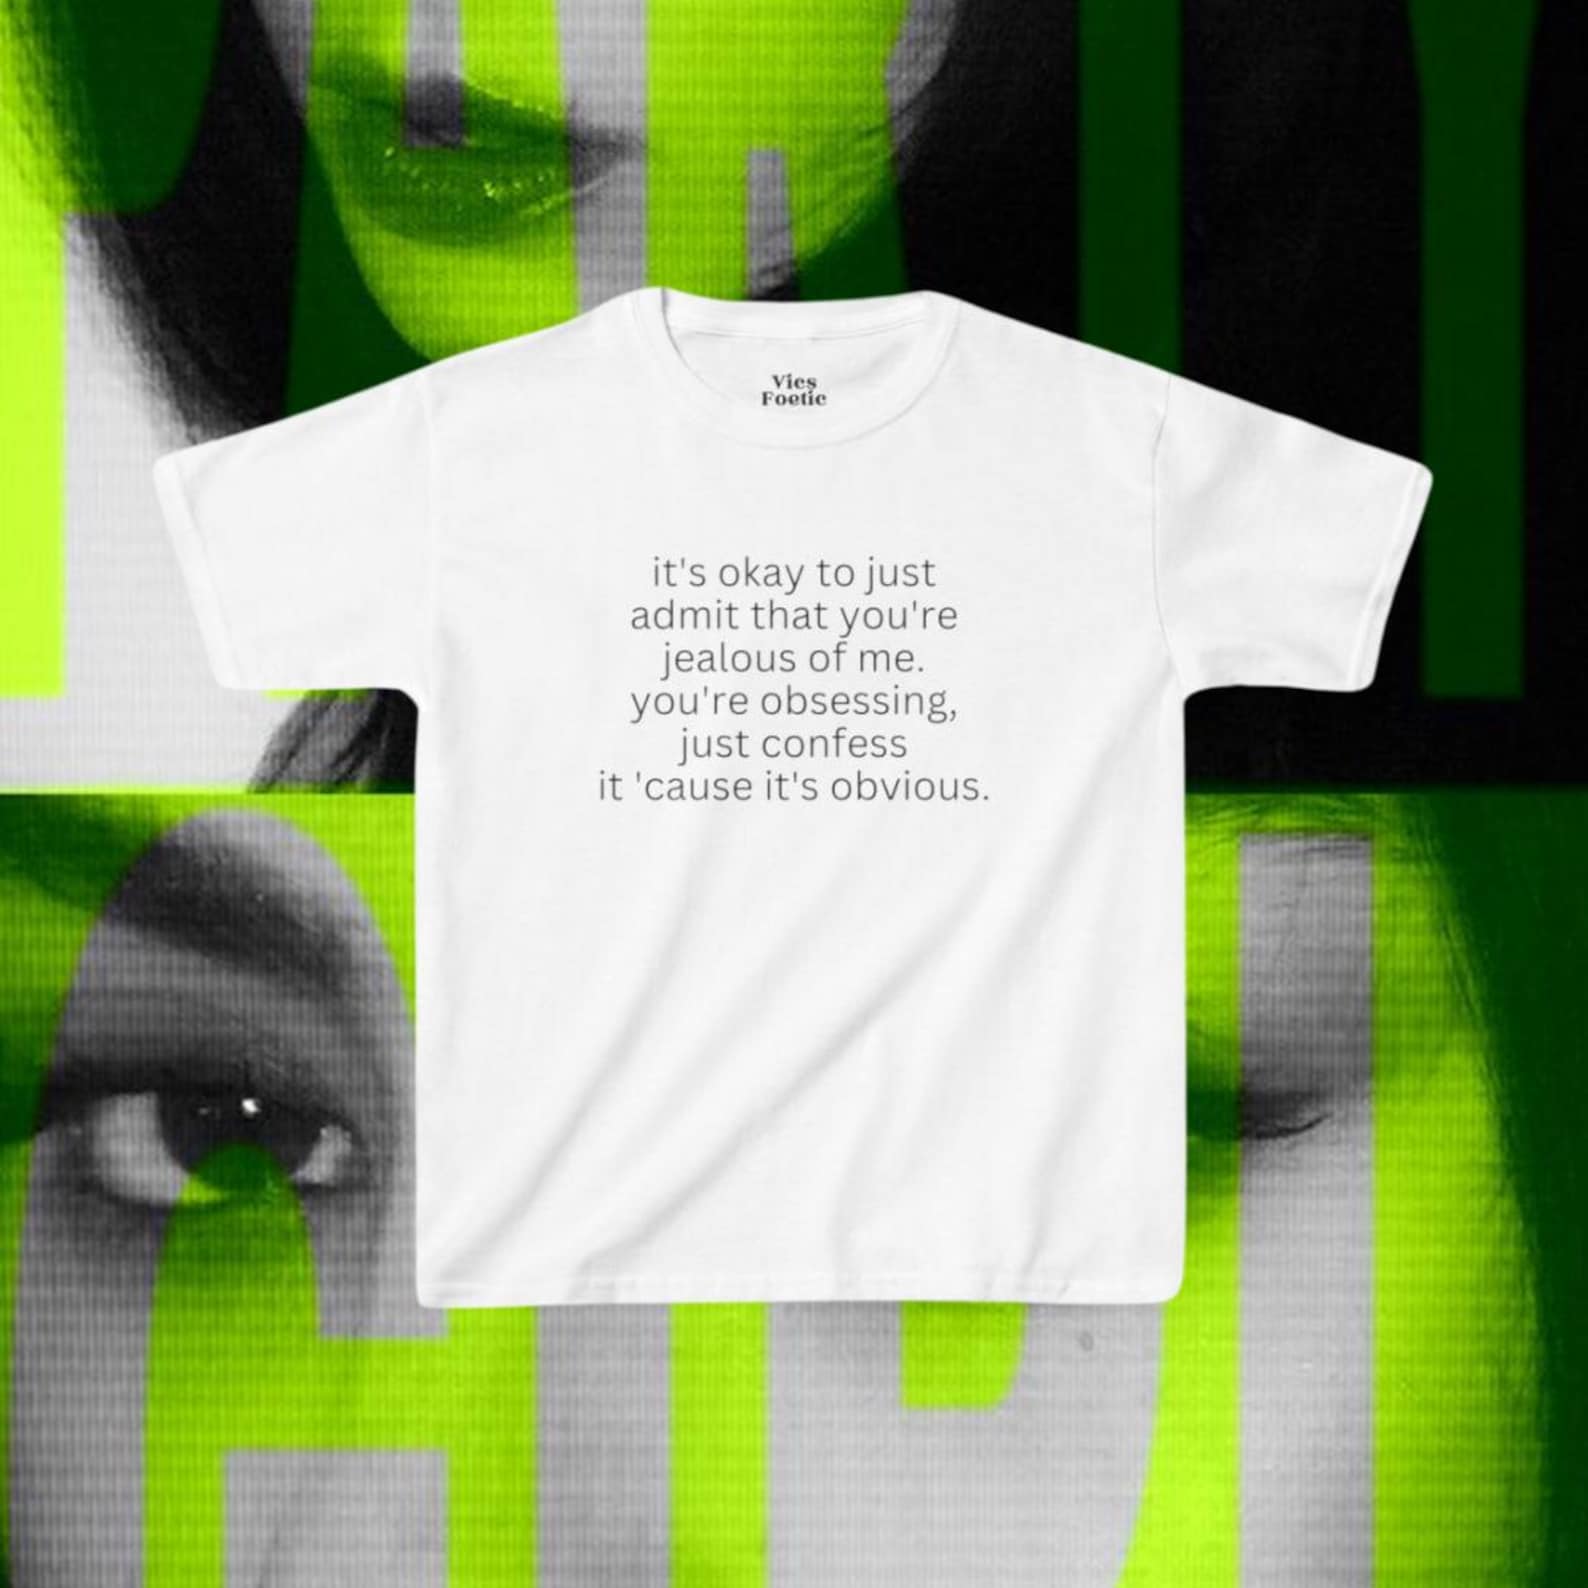 Vies
Foetic
it's okay to just
admit that you're
jealous of me.
you're obsessing,
just confess
it 'cause it's obvious.